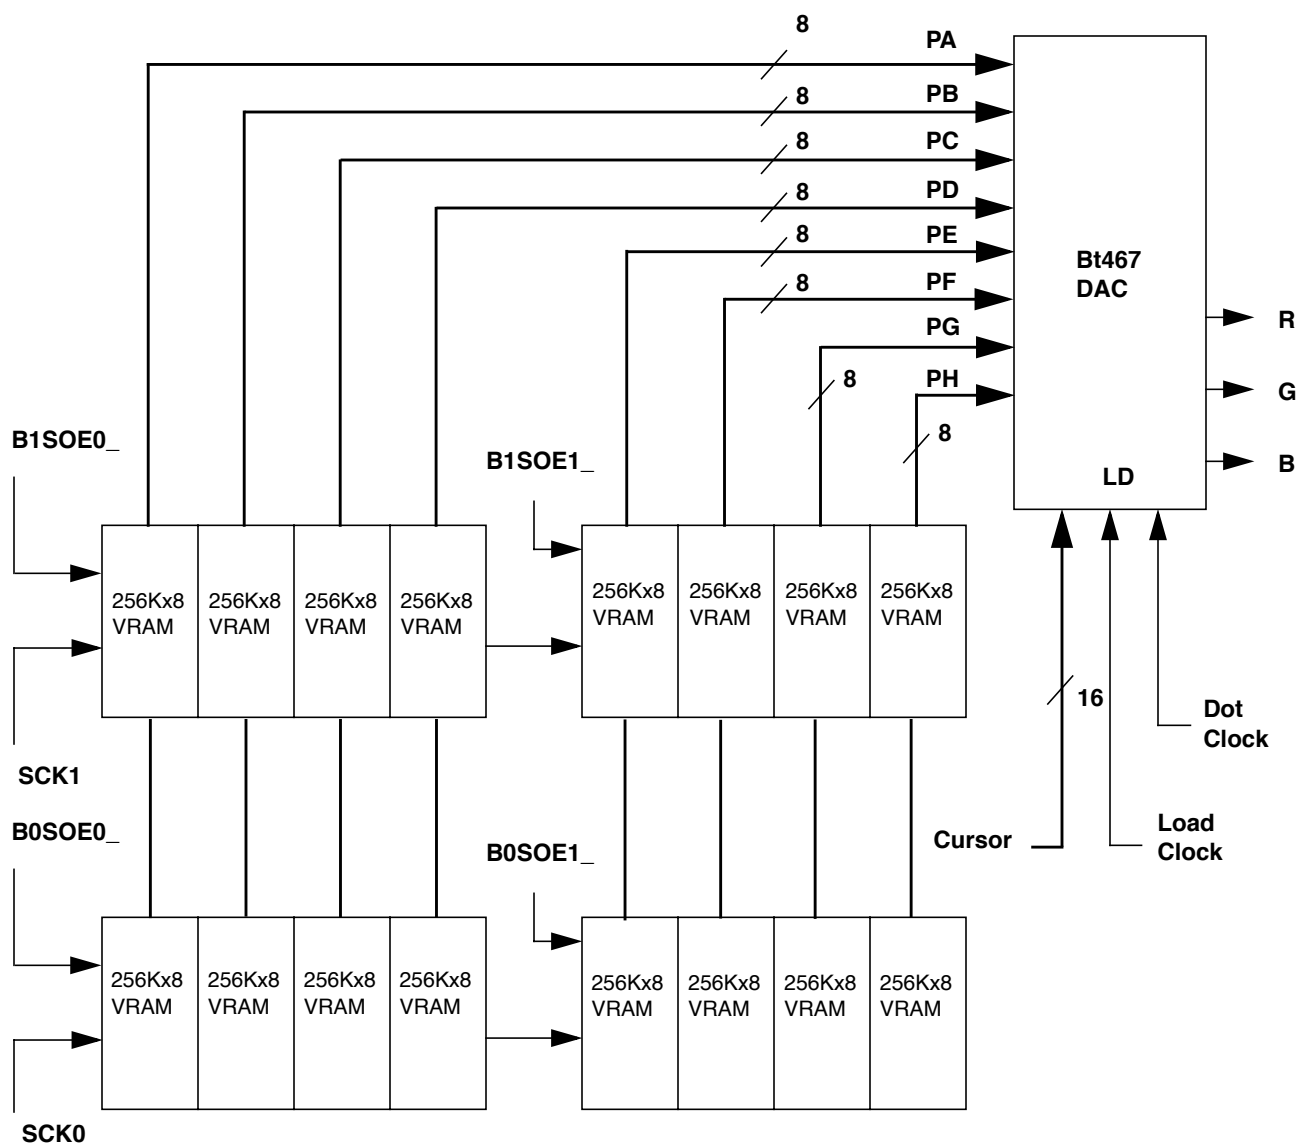 8
PA
8
PB
8
PC
8
PD
8
PE
8
PF
PG
8
PH
8
Bt467
DAC
R
G
B
LD
B1SOE0_
B1SOE1_
256Kx8
VRAM
256Kx8
VRAM
256Kx8
VRAM
256Kx8
VRAM
256Kx8
VRAM
256Kx8
VRAM
256Kx8
VRAM
256Kx8
VRAM
16
Dot
Clock
SCK1
B0SOE0_
B0SOE1_
Cursor
Load
Clock
256Kx8
VRAM
256Kx8
VRAM
256Kx8
VRAM
256Kx8
VRAM
256Kx8
VRAM
256Kx8
VRAM
256Kx8
VRAM
256Kx8
VRAM
SCK0